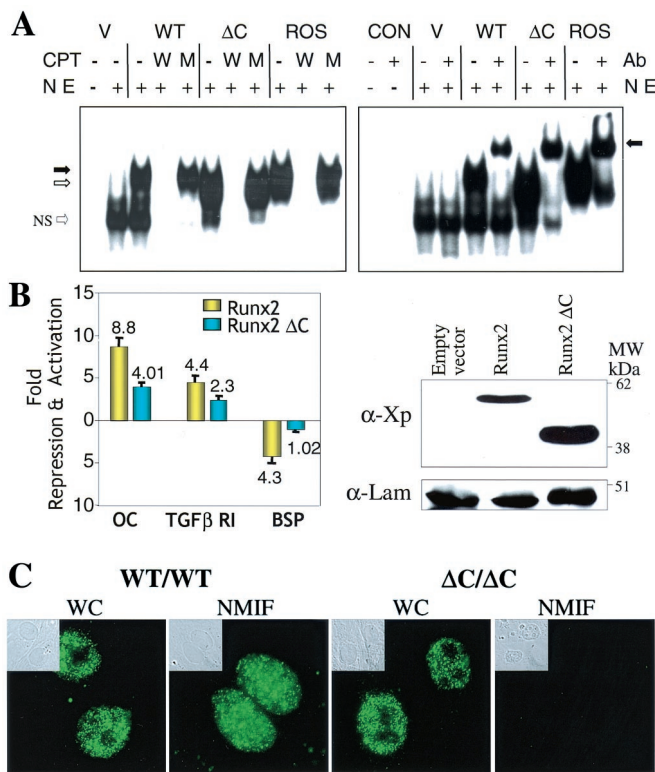 A
V WT ΔC ROS
CPT - - - W M - W M - W M
N E - + + + + + + + + + +
NS
CON V WT ΔC ROS
- + - + - + - + - + Ab
- - + + + + + + + + N E
B
Fold
Repression & Activation
15
10
5
0
5
10
Runx2
Runx2 ΔC
8.8
4.01
4.4
2.3
4.3
1.02
OC TGFβ RI BSP
Empty vector
Runx2
Runx2 ΔC
MW
kDa
α-Xp
62
38
α-Lam
51
C
WT/WT ΔC/ΔC
WC NMIF WC NMIF